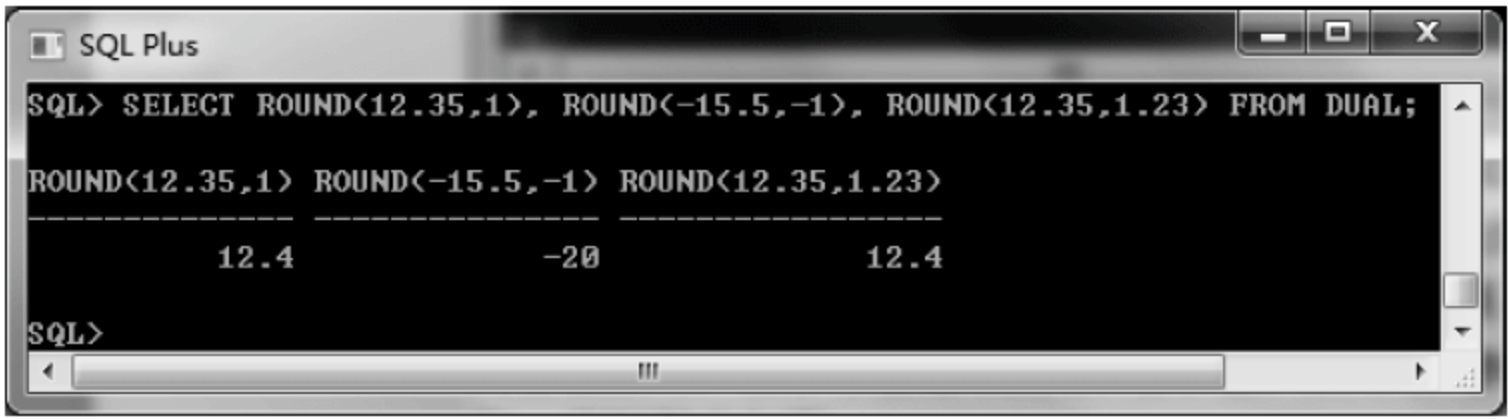 SQL Plus
SQL> SELECT ROUND(12.35,1), ROUND(-15.5,-1), ROUND(12.35,1.23) FROM DUAL;
ROUND(12.35,1) ROUND(-15.5,-1) ROUND(12.35,1.23)
-------------- --------------- -----------------
12.4 -20 12.4
SQL>